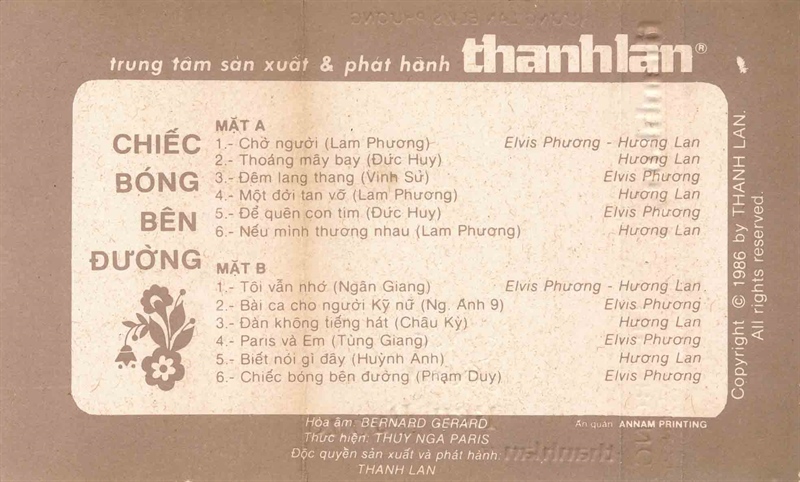 trung tâm sản xuất & phát hành thanhlan®
CHIẾC
BÓNG
BÊN
ĐƯỜNG
MẶT A
1.- Chờ người (Lam Phương) Elvis Phương - Hương Lan
2.- Thoáng mây bay (Đức Huy) Hương Lan
3.- Đêm lang thang (Vinh Sử) Elvis Phương
4.- Một đời tan vỡ (Lam Phương) Hương Lan
5.- Để quên con tim (Đức Huy) Elvis Phương
6.- Nếu mình thương nhau (Lam Phương) Hương Lan
MẶT B
1.- Tôi vẫn nhớ (Ngân Giang) Elvis Phương - Hương Lan
2.- Bài ca cho người Kỹ nữ (Ng. Ánh 9) Elvis Phương
3.- Đàn không tiếng hát (Châu Kỳ) Hương Lan
4.- Paris và Em (Tùng Giang) Elvis Phương
5.- Biết nói gì đây (Huỳnh Anh) Hương Lan
6.- Chiếc bóng bên đường (Phạm Duy) Elvis Phương
Copyright © 1986 by THANH LAN.
All rights reserved.
Hòa âm: BERNARD GERARD
Thực hiện: THUY NGA PARIS
Độc quyền sản xuất và phát hành:
THANH LAN
Ấn quán ANNAM PRINTING